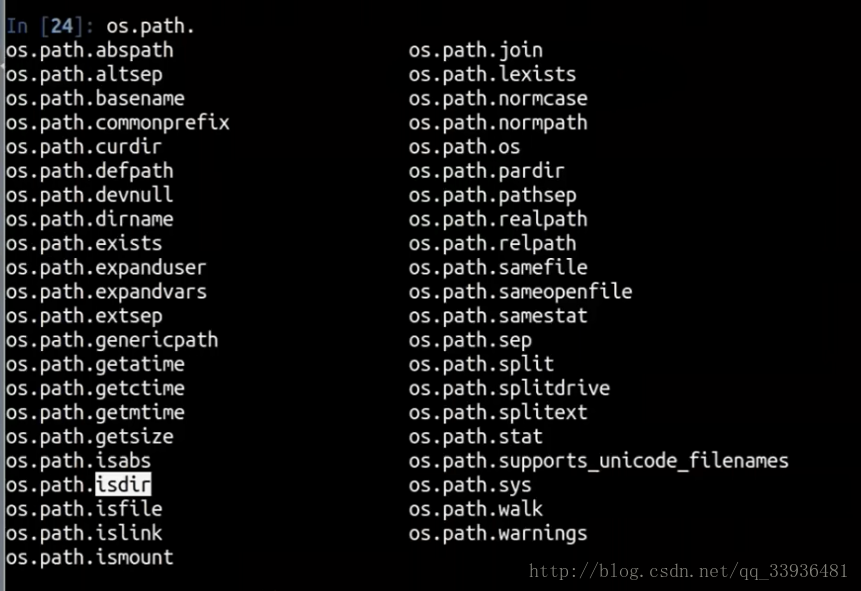 In [24]: os.path.
os.path.abspath os.path.join
os.path.altsep os.path.lexists
os.path.basename os.path.normcase
os.path.commonprefix os.path.normpath
os.path.curdir os.path.os
os.path.defpath os.path.pardir
os.path.devnull os.path.pathsep
os.path.dirname os.path.realpath
os.path.exists os.path.relpath
os.path.expanduser os.path.samefile
os.path.expandvars os.path.sameopenfile
os.path.extsep os.path.samestat
os.path.genericpath os.path.sep
os.path.getatime os.path.split
os.path.getctime os.path.splitdrive
os.path.getmtime os.path.splitext
os.path.getsize os.path.stat
os.path.isabs os.path.supports_unicode_filenames
os.path.isdir os.path.sys
os.path.isfile os.path.walk
os.path.islink os.path.warnings
os.path.ismount
http://blog.csdn.net/qq_33936481